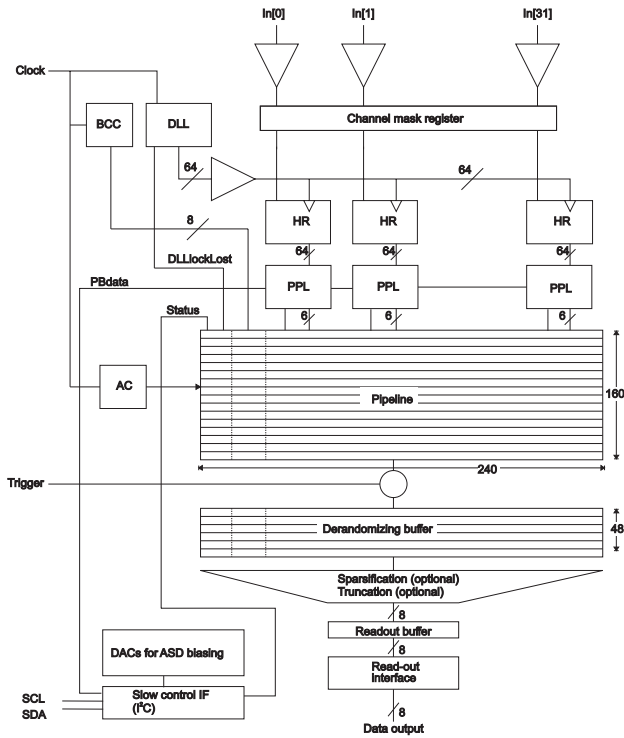 In[0]
In[1]
In[31]
Clock
Channel mask register
BCC
DLL
64
64
8
HR
HR
HR
DLLlockLost
64
64
64
PBdata
PPL
PPL
PPL
Status
6
6
6
AC
Pipeline
160
240
Trigger
Derandomizing buffer
48
Sparsification (optional)
Truncation (optional)
8
Readout buffer
8
DACs for ASD biasing
Read-out
Interface
SCL
SDA
Slow control IF
(I²C)
8
Data output